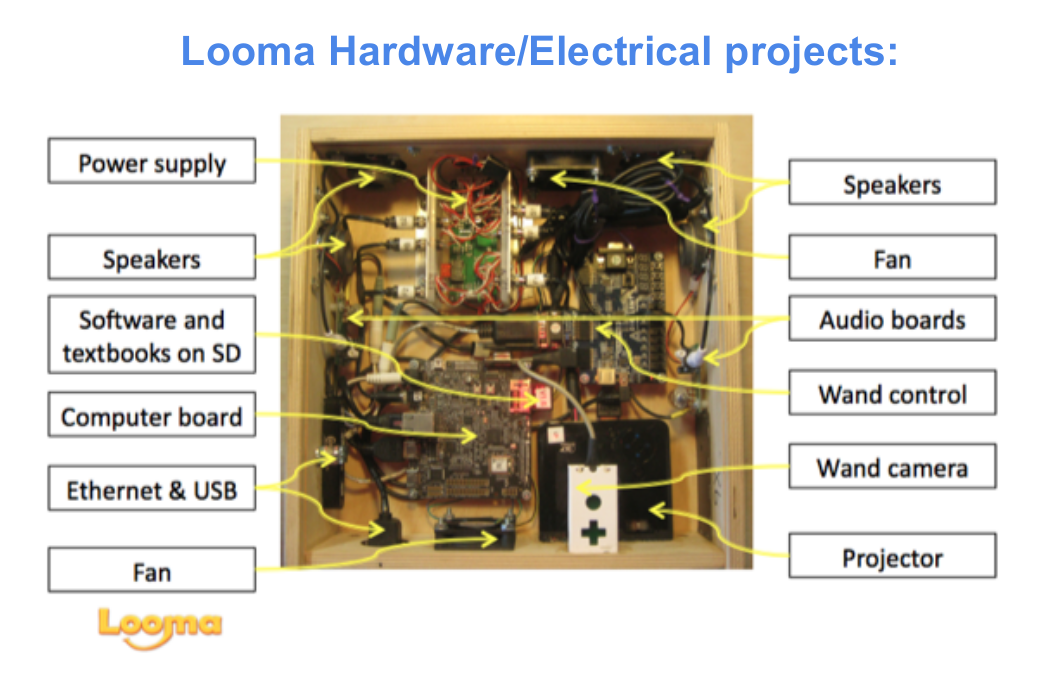 Looma Hardware/Electrical projects:
Power supply
Speakers
Software and
textbooks on SD
Computer board
Ethernet & USB
Fan
Speakers
Fan
Audio boards
Wand control
Wand camera
Projector
Looma